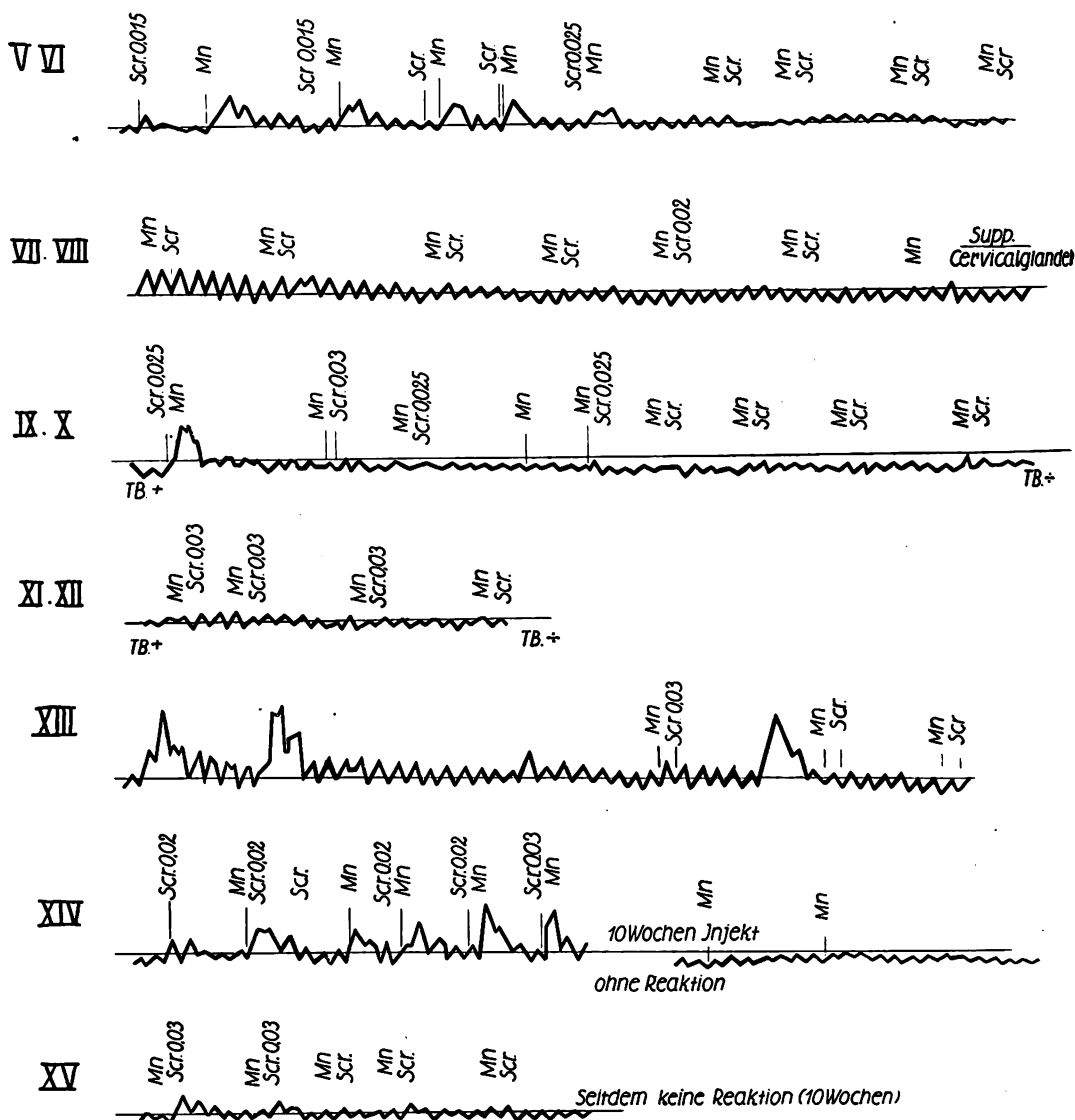 V VI Scr. 0,015 Mn Scr 0,015 Mn Scr. Mn Scr Mn Scr.0,025 Mn Mn Scr. Mn Scr. Mn Scr. Mn Scr
VII. VIII Mn Scr Mn Scr Mn Scr. Mn Scr. Mn Scr.0,02 Mn Scr. Mn Supp.
Cervicalglandel
IX. X Scr.0,025 Mn Mn Scr.0,03 Mn Scr.0,025 Mn Mn Scr.0,025 Mn Scr. Mn Scr Mn Scr. Mn Scr.
TB.+ TB.÷
XI.XII Mn Scr.0,03 Mn Scr.0,03 Mn Scr.0,03 Mn Scr.
TB.+ TB.÷
XIII Mn Scr.0,03 Mn Scr. Mn Scr
XIV Scr.0,02 Mn Scr.0,02 Scr. Mn Scr.0,02 Mn Scr.0,02 Mn Scr.0,03 Mn Mn Mn
10 Wochen Jnjekt
ohne Reaktion
XV Mn Scr.0,03 Mn Scr.0,03 Mn Scr. Mn Scr. Mn Scr.
Seitdem keine Reaktion (10 Wochen)